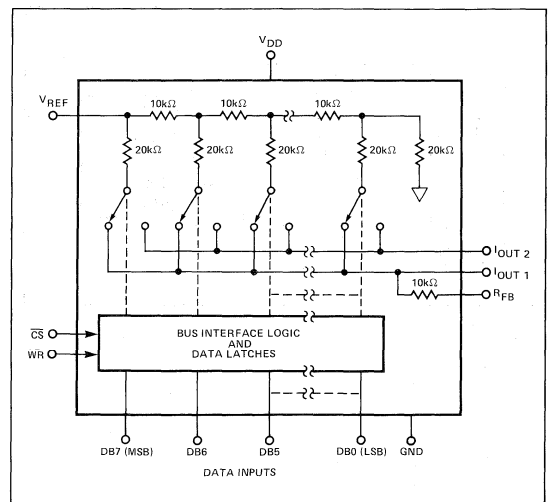 VDD
VREF
10kΩ 10kΩ 10kΩ
20kΩ 20kΩ 20kΩ 20kΩ 20kΩ
IOUT 2
IOUT 1
10kΩ
RFB
CS
WR
BUS INTERFACE LOGIC
AND
DATA LATCHES
DB7 (MSB) DB6 DB5 DB0 (LSB) GND
DATA INPUTS